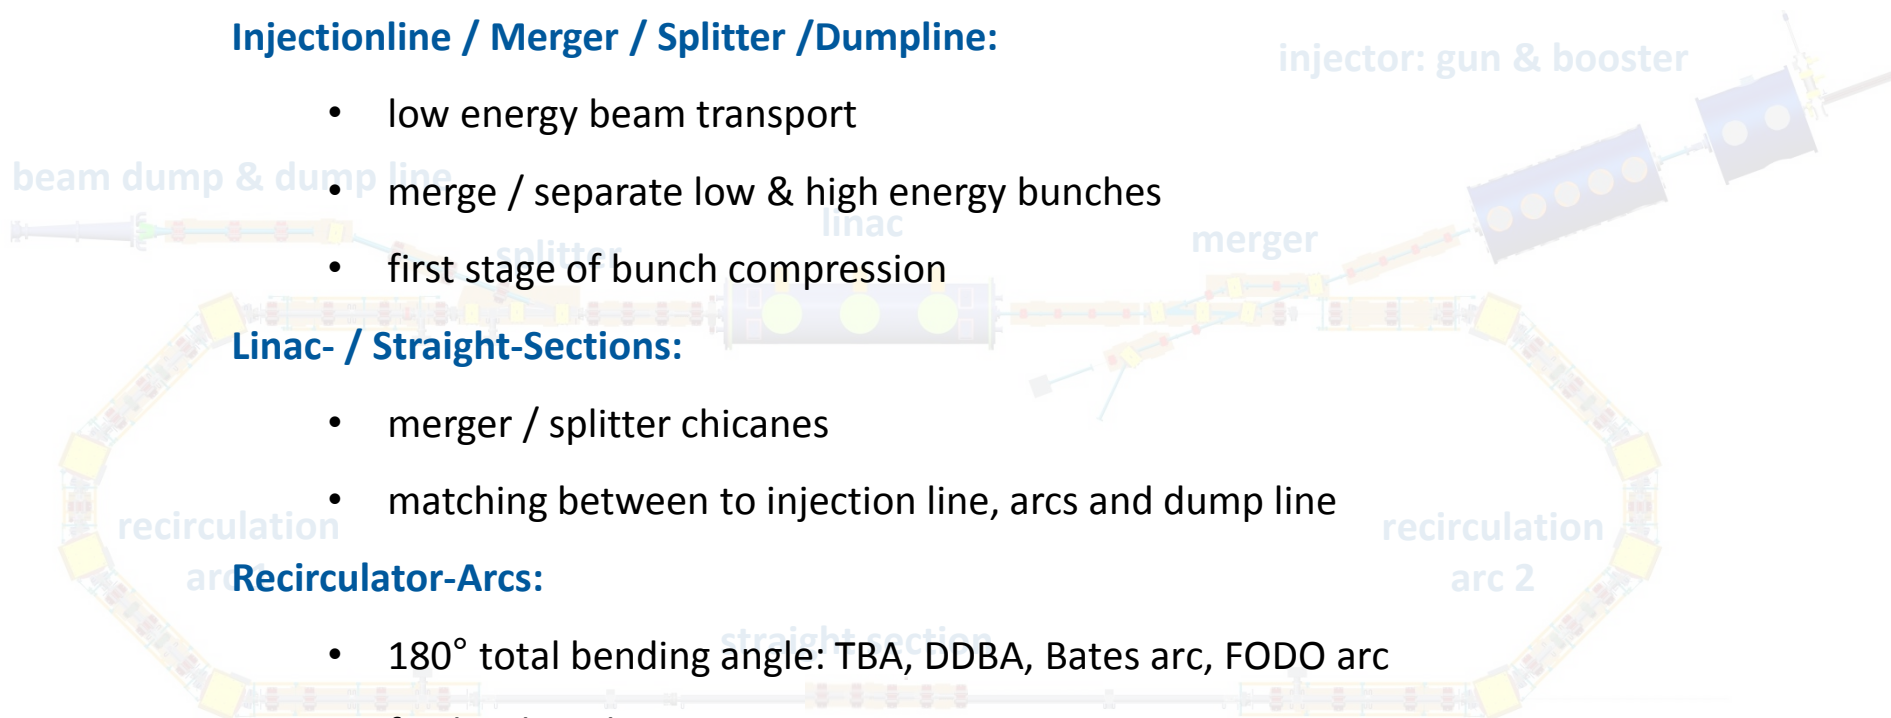 Injectionline / Merger / Splitter /Dumpline:
injector: gun & booster
• low energy beam transport
beam dump & dump line
• merge / separate low & high energy bunches
linac
merger
splitter
• first stage of bunch compression
Linac- / Straight-Sections:
• merger / splitter chicanes
• matching between to injection line, arcs and dump line
recirculation
arc
recirculation
arc 2
Recirculator-Arcs:
straight section
• 180° total bending angle: TBA, DDBA, Bates arc, FODO arc